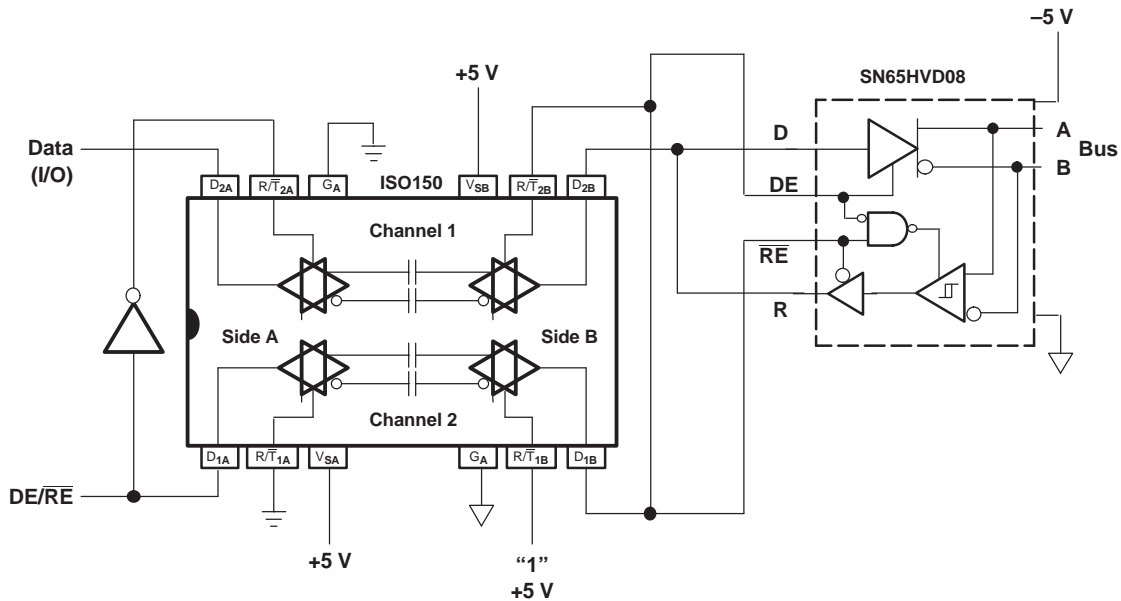 –5 V
+5 V
SN65HVD08
Data
(I/O)
D2A
R/T̅2A
GA
ISO150
VSB
R/T̅2B
D2B
D
DE
R̅E̅
R
A
B
Bus
Channel 1
Side A
Side B
Channel 2
D1A
R/T̅1A
VSA
GA
R/T̅1B
D1B
DE/R̅E̅
+5 V
“1”
+5 V